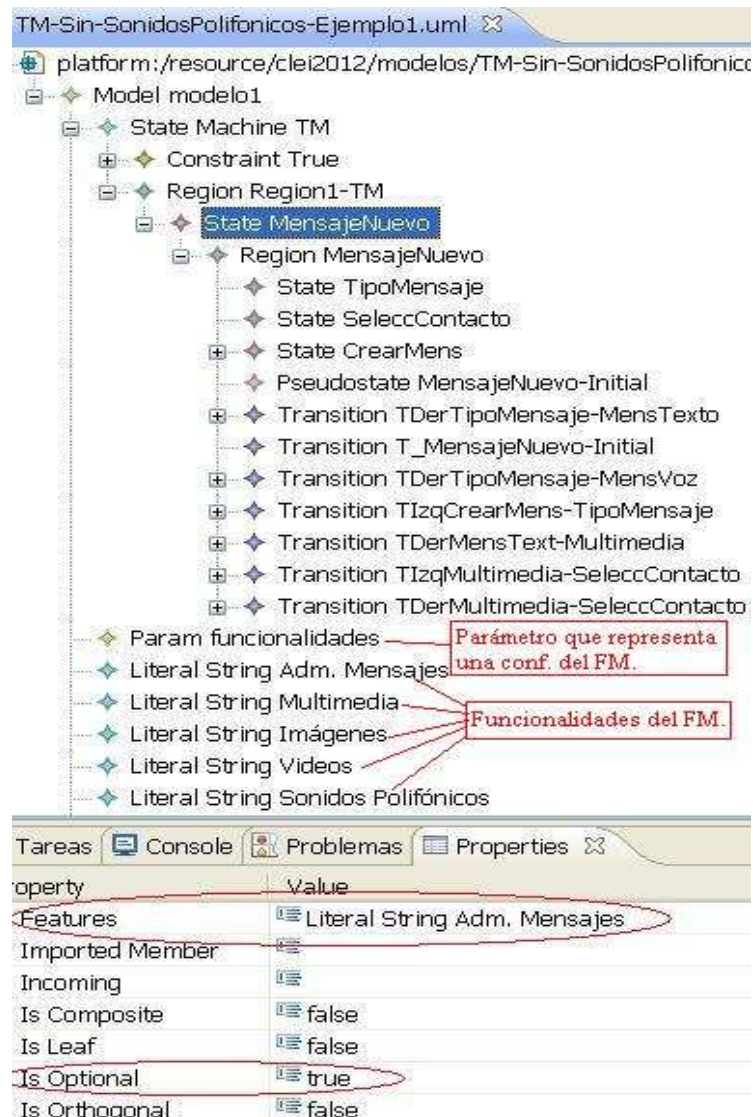 TM-Sin-SonidosPolifonicos-Ejemplo1.uml
platform:/resource/clei2012/modelos/TM-Sin-SonidosPolifonico
Model modelo1
State Machine TM
Constraint True
Region Region1-TM
State MensajeNuevo
Region MensajeNuevo
State TipoMensaje
State SeleccContacto
State CrearMens
Pseudostate MensajeNuevo-Initial
Transition TDerTipoMensaje-MensTexto
Transition T_MensajeNuevo-Initial
Transition TDerTipoMensaje-MensVoz
Transition TIzqCrearMens-TipoMensaje
Transition TDerMensText-Multimedia
Transition TIzqMultimedia-SeleccContacto
Transition TDerMultimedia-SeleccContacto
Param funcionalidades
Parámetro que representa
una conf. del FM.
Literal String Adm. Mensajes
Literal String Multimedia
Funcionalidades del FM.
Literal String Imágenes
Literal String Videos
Literal String Sonidos Polifónicos
Tareas Console Problemas Properties
operty Value
Features Literal String Adm. Mensajes
Imported Member
Incoming
Is Composite false
Is Leaf false
Is Optional true
Is Orthogonal false